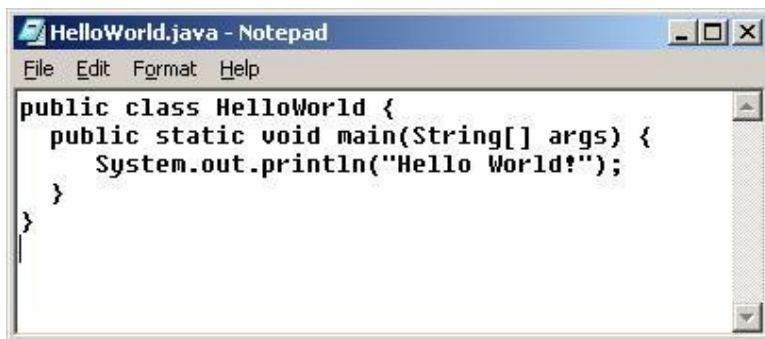 HelloWorld.java - Notepad
File Edit Format Help
public class HelloWorld {
  public static void main(String[] args) {
     System.out.println("Hello World!");
  }
}